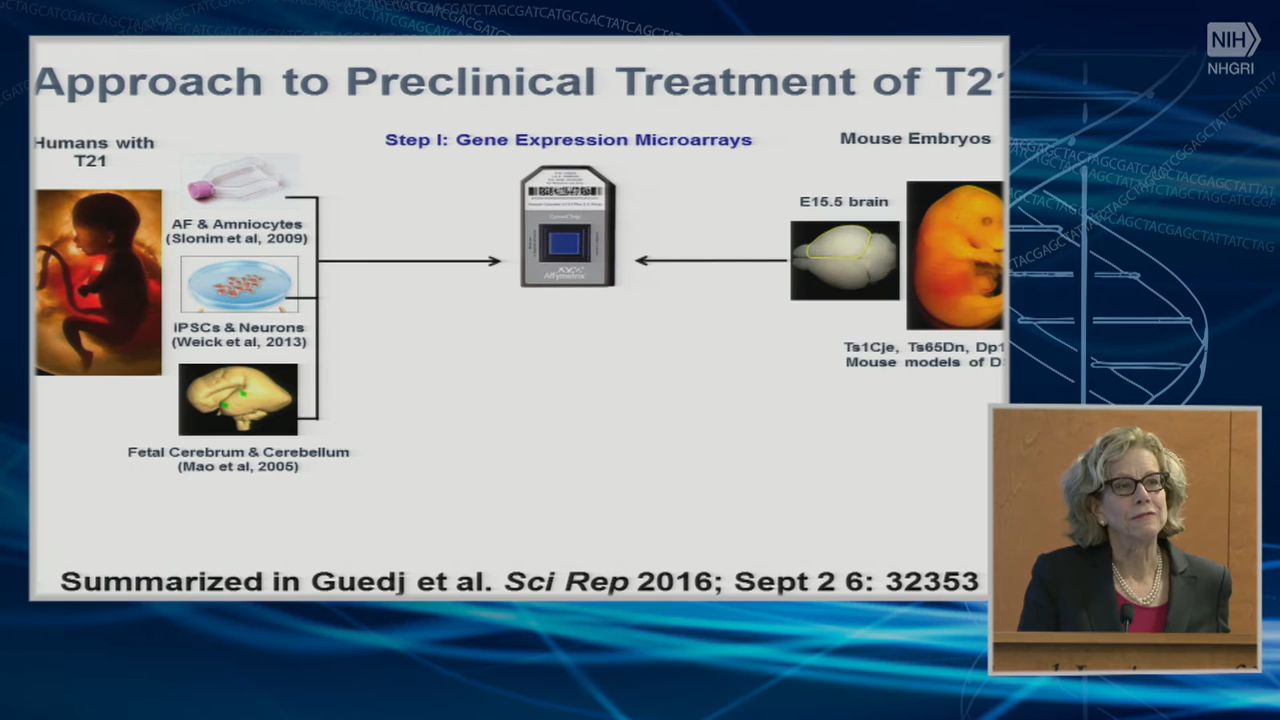 NIH
NHGRI
Approach to Preclinical Treatment of T21
Humans with
T21
Step I: Gene Expression Microarrays
Mouse Embryos
AF & Amniocytes
(Slonim et al, 2009)
E15.5 brain
Affymetrix
iPSCs & Neurons
(Weick et al, 2013)
Ts1Cje, Ts65Dn, Dp1
Mouse models of D
Fetal Cerebrum & Cerebellum
(Mao et al, 2005)
Summarized in Guedj et al. Sci Rep 2016; Sept 2 6: 32353